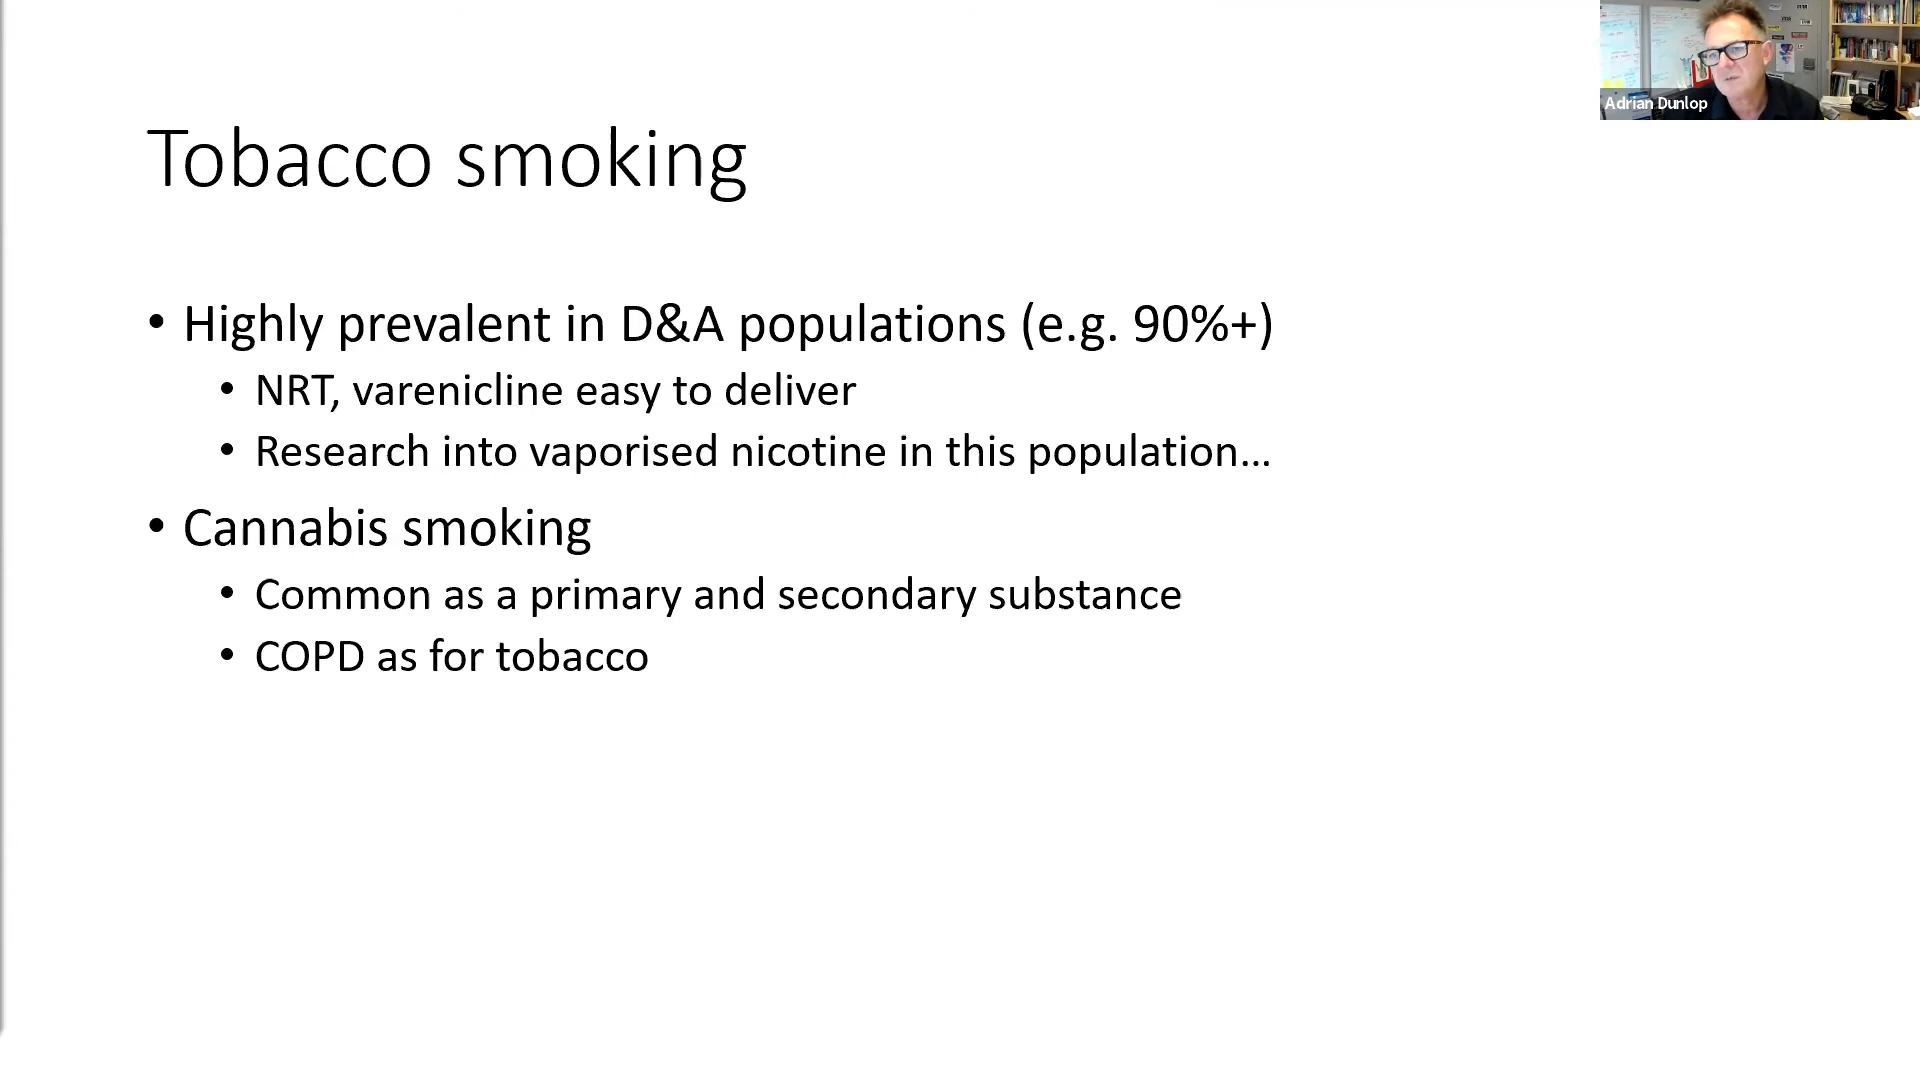 Adrian Dunlop
Tobacco smoking
• Highly prevalent in D&A populations (e.g. 90%+)
• NRT, varenicline easy to deliver
• Research into vaporised nicotine in this population…
• Cannabis smoking
• Common as a primary and secondary substance
• COPD as for tobacco